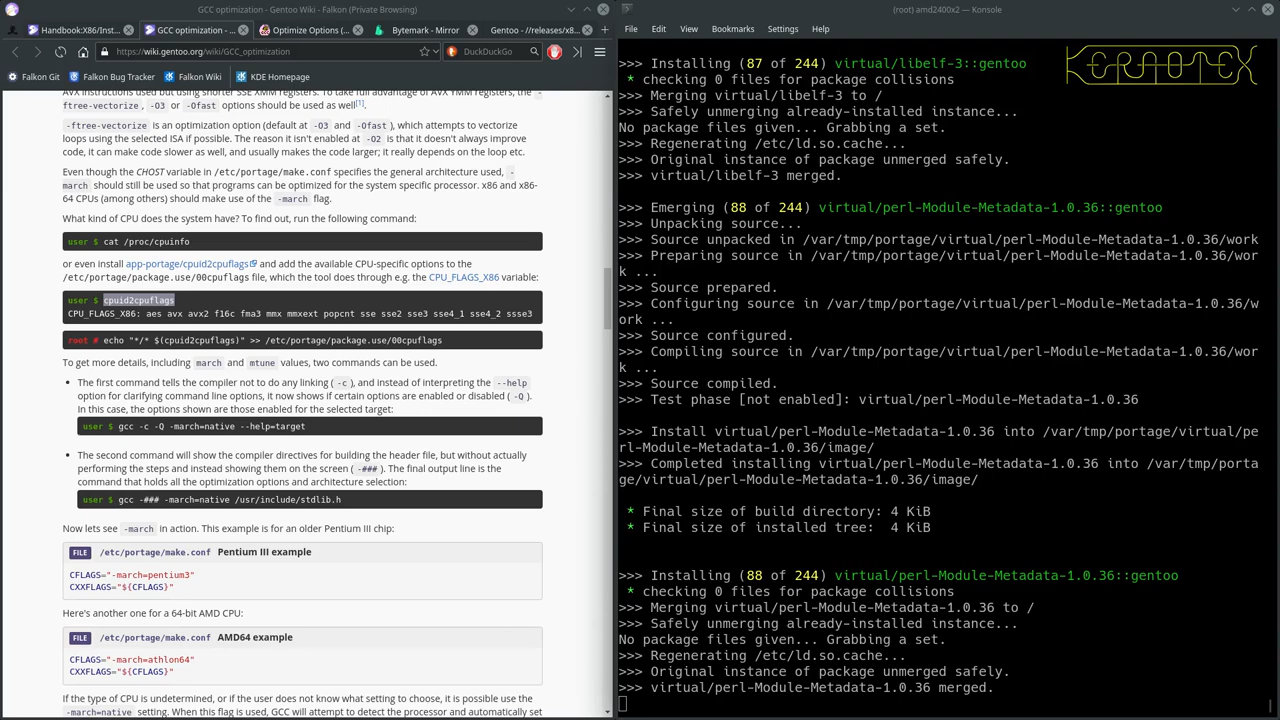 GCC optimization - Gentoo Wiki - Falkon (Private Browsing)
Handbook:X86/Inst...
GCC optimization - ...
Optimize Options (...
Bytemark - Mirror
Gentoo - //releases/x8...
https://wiki.gentoo.org/wiki/GCC_optimization
DuckDuckGo
Falkon Git
Falkon Bug Tracker
Falkon Wiki
KDE Homepage
AVX instructions used but using shorter SSE XMM registers. To take full advantage of AVX YMM registers, the -
ftree-vectorize , -O3 or -Ofast options should be used as well[1].
-ftree-vectorize is an optimization option (default at -O3 and -Ofast), which attempts to vectorize
loops using the selected ISA if possible. The reason it isn't enabled at -O2 is that it doesn't always improve
code, it can make code slower as well, and usually makes the code larger; it really depends on the loop etc.
Even though the CHOST variable in /etc/portage/make.conf specifies the general architecture used, -
march should still be used so that programs can be optimized for the system specific processor. x86 and x86-
64 CPUs (among others) should make use of the -march flag.
What kind of CPU does the system have? To find out, run the following command:
user $ cat /proc/cpuinfo
or even install app-portage/cpuid2cpuflags and add the available CPU-specific options to the
/etc/portage/package.use/00cpuflags file, which the tool does through e.g. the CPU_FLAGS_X86 variable:
user $ cpuid2cpuflags
CPU_FLAGS_X86: aes avx avx2 f16c fma3 mmx mmxext popcnt sse sse2 sse3 sse4_1 sse4_2 ssse3
root # echo "*/* $(cpuid2cpuflags)" >> /etc/portage/package.use/00cpuflags
To get more details, including march and mtune values, two commands can be used.
• The first command tells the compiler not to do any linking ( -c ), and instead of interpreting the --help
option for clarifying command line options, it now shows if certain options are enabled or disabled ( -Q ).
In this case, the options shown are those enabled for the selected target:
user $ gcc -c -Q -march=native --help=target
• The second command will show the compiler directives for building the header file, but without actually
performing the steps and instead showing them on the screen ( -### ). The final output line is the
command that holds all the optimization options and architecture selection:
user $ gcc -### -march=native /usr/include/stdlib.h
Now lets see -march in action. This example is for an older Pentium III chip:
FILE /etc/portage/make.conf Pentium III example
CFLAGS="-march=pentium3"
CXXFLAGS="${CFLAGS}"
Here's another one for a 64-bit AMD CPU:
FILE /etc/portage/make.conf AMD64 example
CFLAGS="-march=athlon64"
CXXFLAGS="${CFLAGS}"
If the type of CPU is undetermined, or if the user does not know what setting to choose, it is possible use the
-march=native setting. When this flag is used, GCC will attempt to detect the processor and automatically set
(root) amd2400x2 — Konsole
File Edit View Bookmarks Settings Help
KERNOTEX
>>> Installing (87 of 244) virtual/libelf-3::gentoo
* checking 0 files for package collisions
>>> Merging virtual/libelf-3 to /
>>> Safely unmerging already-installed instance...
No package files given... Grabbing a set.
>>> Regenerating /etc/ld.so.cache...
>>> Original instance of package unmerged safely.
>>> virtual/libelf-3 merged.
>>> Emerging (88 of 244) virtual/perl-Module-Metadata-1.0.36::gentoo
>>> Unpacking source...
>>> Source unpacked in /var/tmp/portage/virtual/perl-Module-Metadata-1.0.36/work
>>> Preparing source in /var/tmp/portage/virtual/perl-Module-Metadata-1.0.36/wor
k ...
>>> Source prepared.
>>> Configuring source in /var/tmp/portage/virtual/perl-Module-Metadata-1.0.36/w
ork ...
>>> Source configured.
>>> Compiling source in /var/tmp/portage/virtual/perl-Module-Metadata-1.0.36/wor
k ...
>>> Source compiled.
>>> Test phase [not enabled]: virtual/perl-Module-Metadata-1.0.36
>>> Install virtual/perl-Module-Metadata-1.0.36 into /var/tmp/portage/virtual/pe
rl-Module-Metadata-1.0.36/image/
>>> Completed installing virtual/perl-Module-Metadata-1.0.36 into /var/tmp/porta
ge/virtual/perl-Module-Metadata-1.0.36/image/
* Final size of build directory: 4 KiB
* Final size of installed tree: 4 KiB
>>> Installing (88 of 244) virtual/perl-Module-Metadata-1.0.36::gentoo
* checking 0 files for package collisions
>>> Merging virtual/perl-Module-Metadata-1.0.36 to /
>>> Safely unmerging already-installed instance...
No package files given... Grabbing a set.
>>> Regenerating /etc/ld.so.cache...
>>> Original instance of package unmerged safely.
>>> virtual/perl-Module-Metadata-1.0.36 merged.